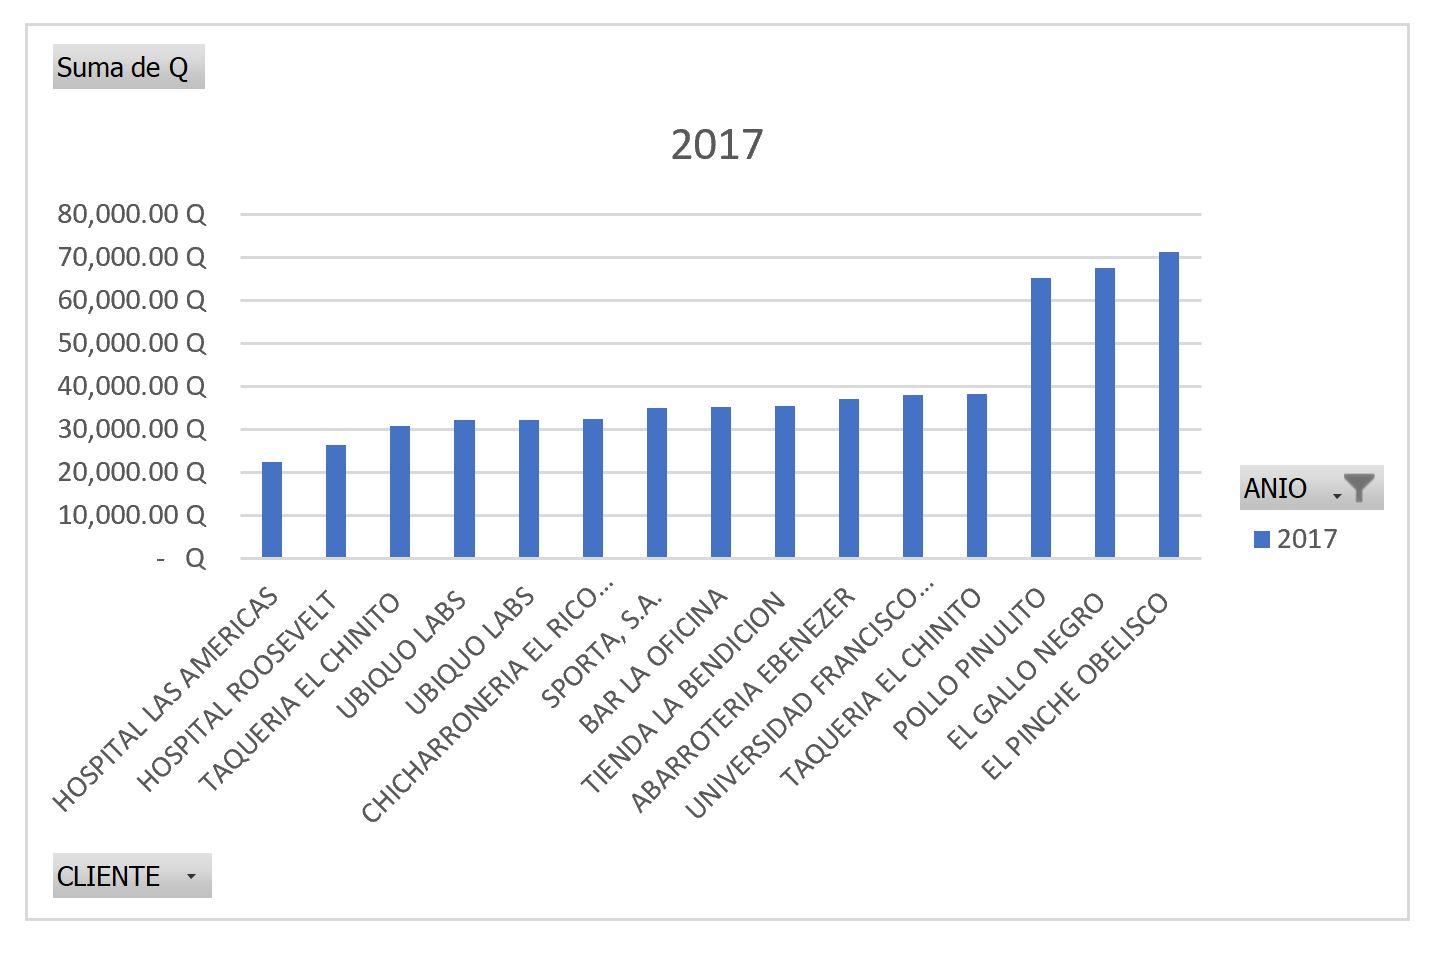 Suma de Q
2017
80,000.00 Q
70,000.00 Q
60,000.00 Q
50,000.00 Q
40,000.00 Q
30,000.00 Q
20,000.00 Q
10,000.00 Q
- Q
HOSPITAL LAS AMERICAS
HOSPITAL ROOSEVELT
TAQUERIA EL CHINITO
UBIQUO LABS
UBIQUO LABS
CHICHARRONERIA EL RICO…
SPORTA, S.A.
BAR LA OFICINA
TIENDA LA BENDICION
ABARROTERIA EBENEZER
UNIVERSIDAD FRANCISCO…
TAQUERIA EL CHINITO
POLLO PINULITO
EL GALLO NEGRO
EL PINCHE OBELISCO
ANIO
2017
CLIENTE